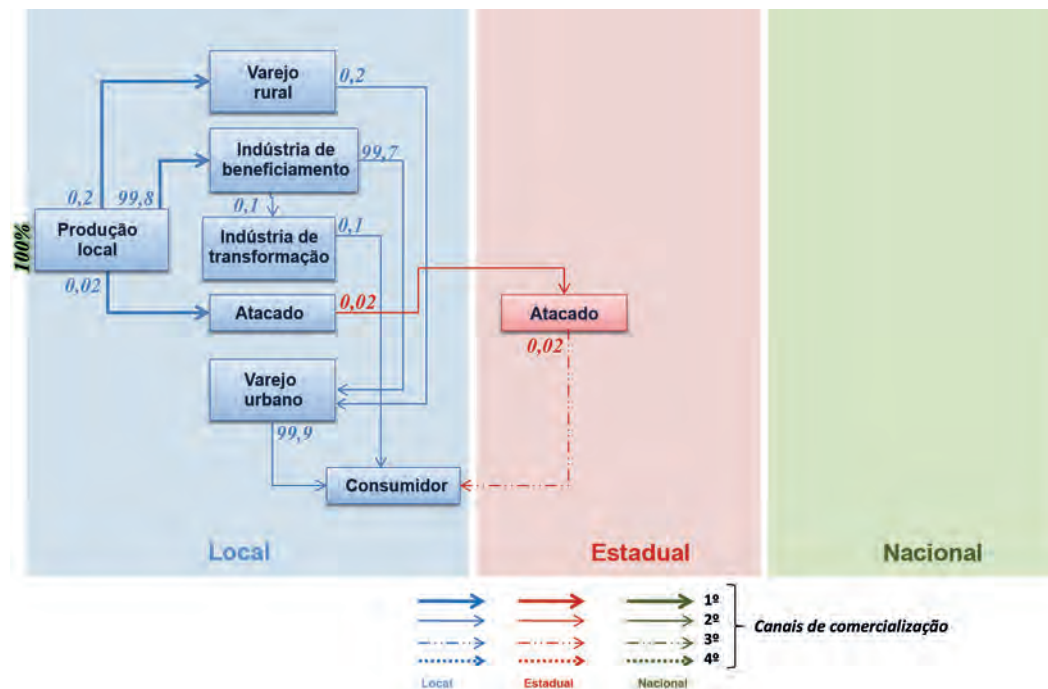 Varejo
rural
0,2
Indústria de
beneficiamento
99,7
0,2
99,8
0,1
100%
Produção
local
Indústria de
transformação
0,1
0,02
Atacado
0,02
Atacado
0,02
Varejo
urbano
99,9
Consumidor
Local
Estadual
Nacional
1º
2º
3º
4º
Canais de comercialização
Local
Estadual
Nacional